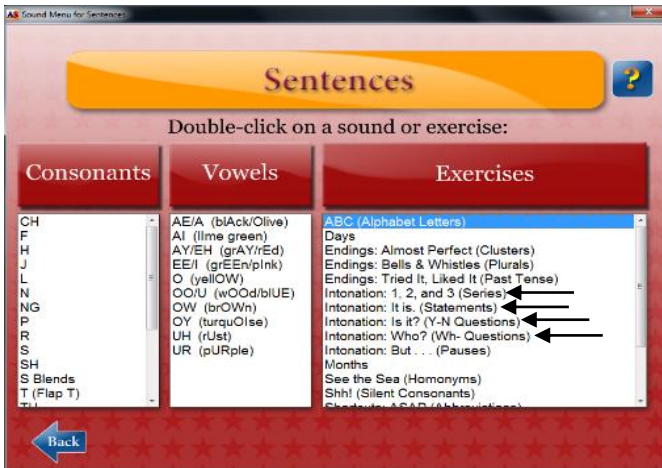 AS Sound Menu for Sentences
Sentences
?
Double-click on a sound or exercise:
Consonants
CH
F
H
J
L
N
NG
P
R
S
SH
S Blends
T (Flap T)
TH
Vowels
AE/A (blAck/Olive)
AI (lIme green)
AY/EH (grAY/rEd)
EE/I (grEEn/pInk)
O (yellOW)
OO/U (wOOd/blUE)
OW (brOWn)
OY (turquOIse)
UH (rUst)
UR (pURple)
Exercises
ABC (Alphabet Letters)
Days
Endings: Almost Perfect (Clusters)
Endings: Bells & Whistles (Plurals)
Endings: Tried It, Liked It (Past Tense)
Intonation: 1, 2, and 3 (Series)
Intonation: It is. (Statements)
Intonation: Is it? (Y-N Questions)
Intonation: Who? (Wh- Questions)
Intonation: But . . . (Pauses)
Months
See the Sea (Homonyms)
Shh! (Silent Consonants)
Shortcuts: ASAP (Abbreviations)
Back